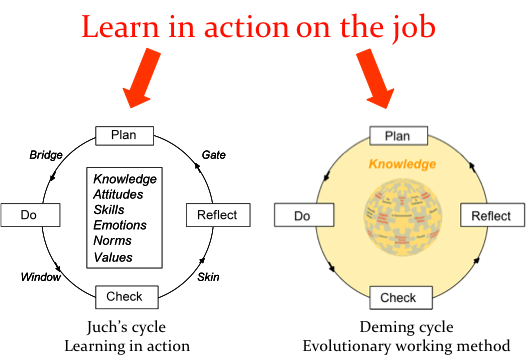 Learn in action on the job
Plan
Bridge
Gate
Knowledge
Attitudes
Skills
Emotions
Norms
Values
Do
Reflect
Window
Skin
Check
Juch's cycle
Learning in action
Plan
Knowledge
Do
Reflect
Check
Deming cycle
Evolutionary working method